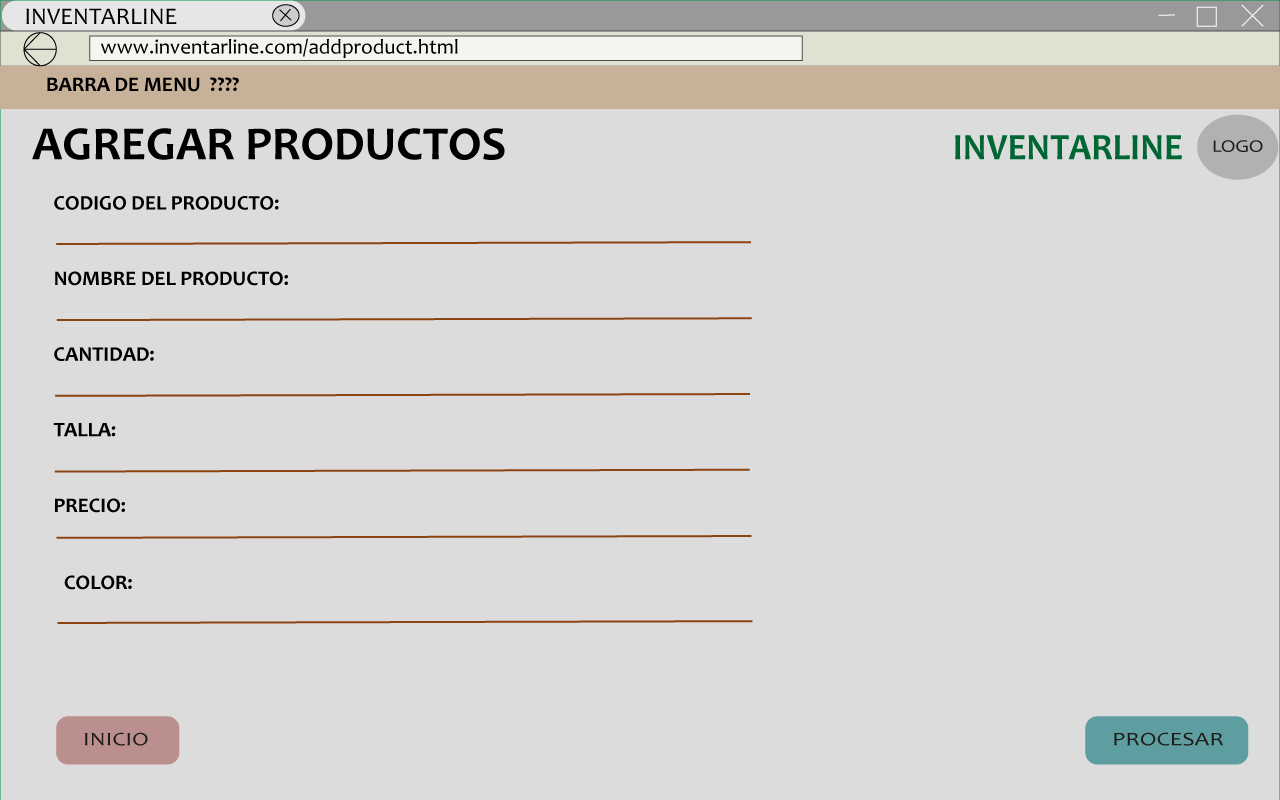 INVENTARLINE
www.inventarline.com/addproduct.html
BARRA DE MENU ????
AGREGAR PRODUCTOS
INVENTARLINE
LOGO
CODIGO DEL PRODUCTO:
NOMBRE DEL PRODUCTO:
CANTIDAD:
TALLA:
PRECIO:
COLOR:
INICIO
PROCESAR